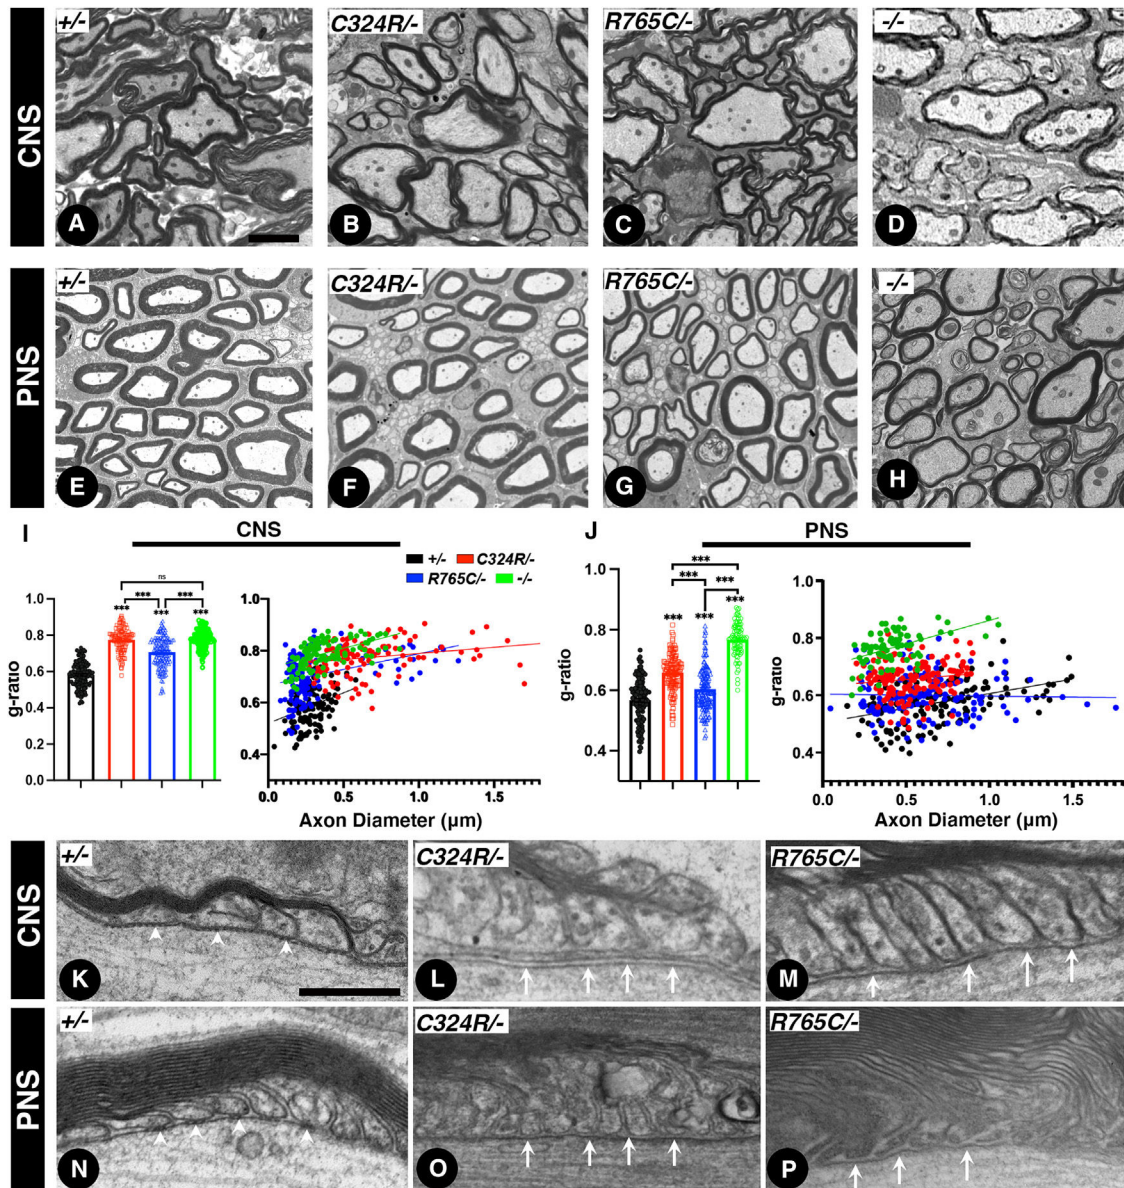 CNS
+/-
C324R/-
R765C/-
-/-
A
B
C
D
PNS
+/-
C324R/-
R765C/-
-/-
E
F
G
H
I
CNS
+/- C324R/-
R765C/- -/-
ns
***
***
***
***
***
g-ratio
1.0
0.8
0.6
0.4
0.2
0.0
1.0
0.8
0.6
0.4
0.2
0.0
0.5
1.0
1.5
Axon Diameter (µm)
J
PNS
***
***
***
***
***
***
g-ratio
1.0
0.8
0.6
0.4
1.0
0.8
0.6
0.4
0.0
0.5
1.0
1.5
Axon Diameter (µm)
CNS
+/-
C324R/-
R765C/-
K
L
M
PNS
+/-
C324R/-
R765C/-
N
O
P